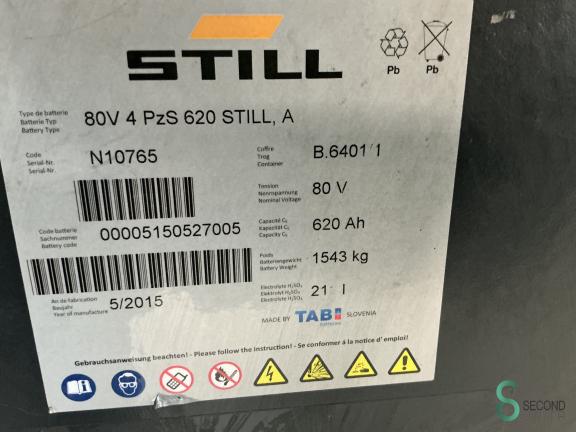 STILL
Pb Pb
Type de batterie
Batterie Typ
Battery Type
80V 4 PzS 620 STILL, A
Code
Serial-Nr.
Serial-Nr.
N10765
Coffre
Trog
Container
B.6401/1
Tension
Nennspannung
Nominal Voltage
80 V
Code batterie
Sachnummer
Battery code
00005150527005
Capacité C₅
Kapazität C₅
Capacity C₅
620 Ah
Batteriengewicht
Battery Weight
1543 kg
An de fabrication
Baujahr
Year of manufacture
5/2015
Electrolyte H₂SO₄
Elektrolyt H₂SO₄
Electrolyte H₂SO₄
l
MADE BY TAB batteries SLOVENIA
Gebrauchsanweisung beachten! - Please follow the instruction! - Se conformer á la notice d' emploi!
SECOND